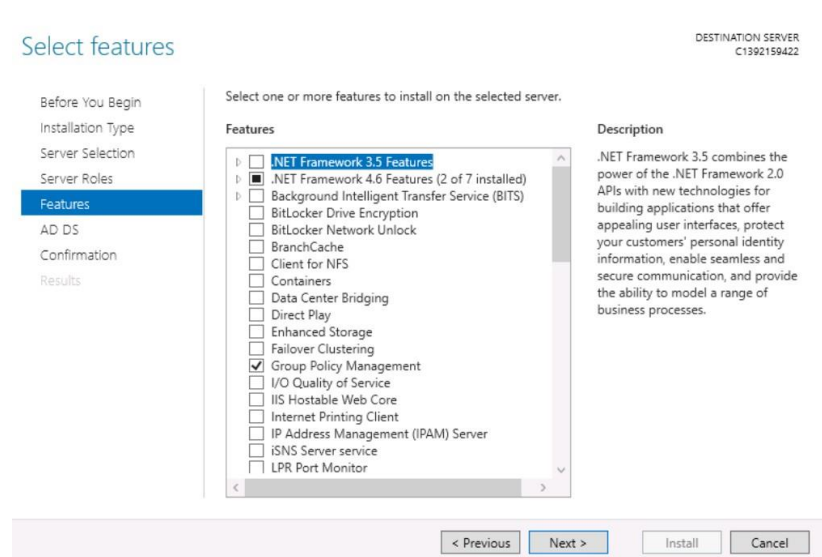 Select features
DESTINATION SERVER
C1392159422
Before You Begin
Installation Type
Server Selection
Server Roles
Features
AD DS
Confirmation
Results
Select one or more features to install on the selected server.
Features
.NET Framework 3.5 Features
.NET Framework 4.6 Features (2 of 7 installed)
Background Intelligent Transfer Service (BITS)
BitLocker Drive Encryption
BitLocker Network Unlock
BranchCache
Client for NFS
Containers
Data Center Bridging
Direct Play
Enhanced Storage
Failover Clustering
Group Policy Management
I/O Quality of Service
IIS Hostable Web Core
Internet Printing Client
IP Address Management (IPAM) Server
iSNS Server service
LPR Port Monitor
Description
.NET Framework 3.5 combines the
power of the .NET Framework 2.0
APIs with new technologies for
building applications that offer
appealing user interfaces, protect
your customers' personal identity
information, enable seamless and
secure communication, and provide
the ability to model a range of
business processes.
< Previous
Next >
Install
Cancel